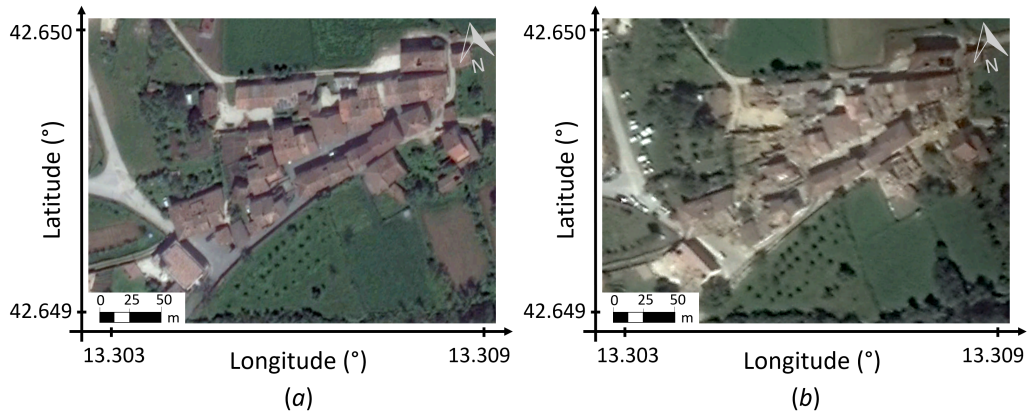 42.650
42.649
Latitude (°)
N
0 25 50
m
13.303
13.309
Longitude (°)
(a)
42.650
42.649
Latitude (°)
N
0 25 50
m
13.303
13.309
Longitude (°)
(b)